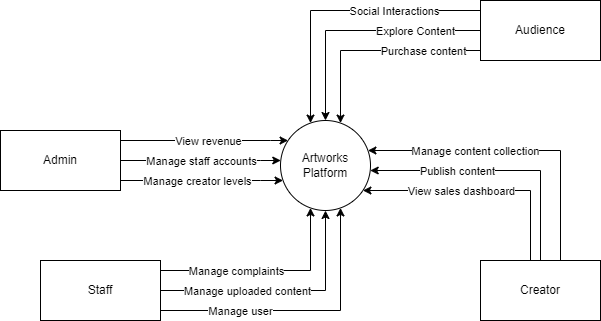 Social Interactions
Audience
Explore Content
Purchase content
View revenue
Admin
Manage staff accounts
Manage creator levels
Artworks
Platform
Manage content collection
Publish content
View sales dashboard
Manage complaints
Staff
Manage uploaded content
Manage user
Creator